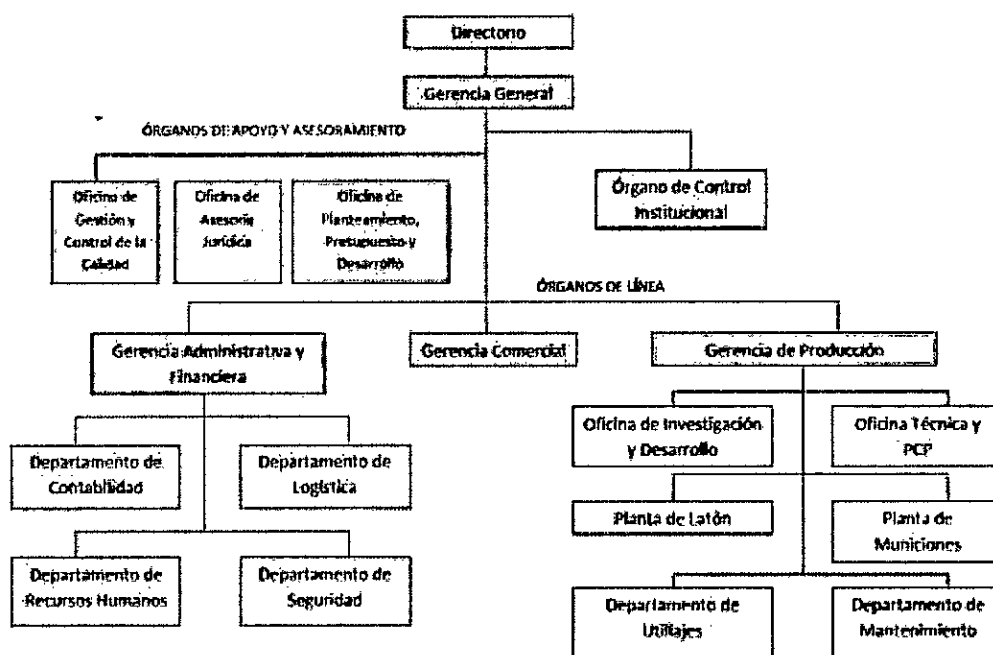 Directorio
Gerencia General
ÓRGANOS DE APOYO Y ASESORAMIENTO
Oficina de
Gestión y
Control de la
Calidad
Oficina de
Asesoría
Jurídica
Oficina de
Planteamiento,
Presupuesto y
Desarrollo
Órgano de Control
Institucional
ÓRGANOS DE LÍNEA
Gerencia Administrativa y
Financiera
Gerencia Comercial
Gerencia de Producción
Departamento de
Contabilidad
Departamento de
Logística
Departamento de
Recursos Humanos
Departamento de
Seguridad
Oficina de Investigación
y Desarrollo
Oficina Técnica y
PCP
Planta de Latón
Planta de
Municiones
Departamento de
Utillajes
Departamento de
Mantenimiento